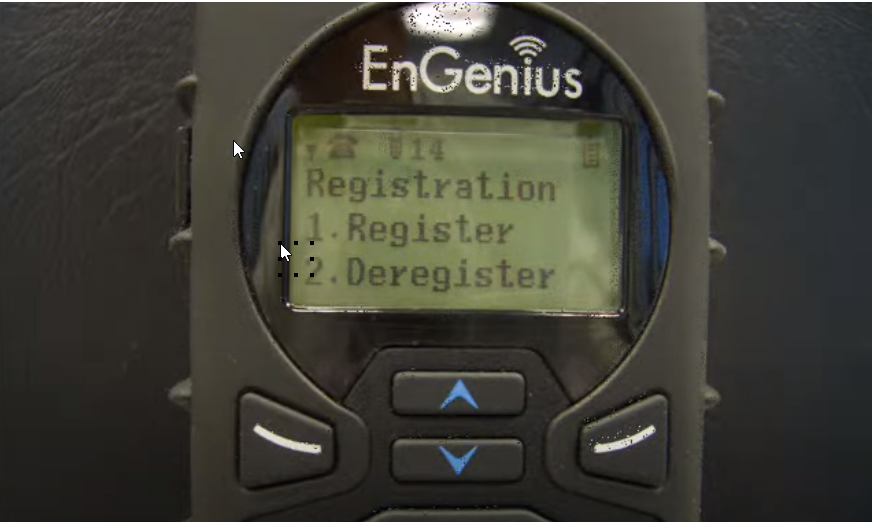 EnGenius
14
Registration
1.Register
2.Deregister